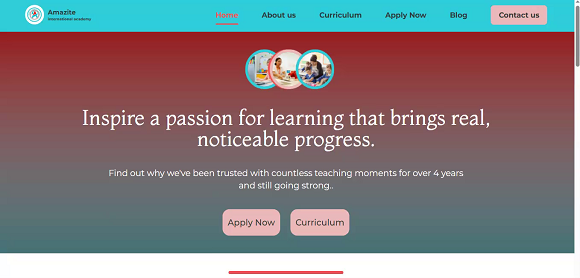 Amazite
International academy
Home
About us
Curriculum
Apply Now
Blog
Contact us
Inspire a passion for learning that brings real,
noticeable progress.
Find out why we've been trusted with countless teaching moments for over 4 years
and still going strong..
Apply Now
Curriculum